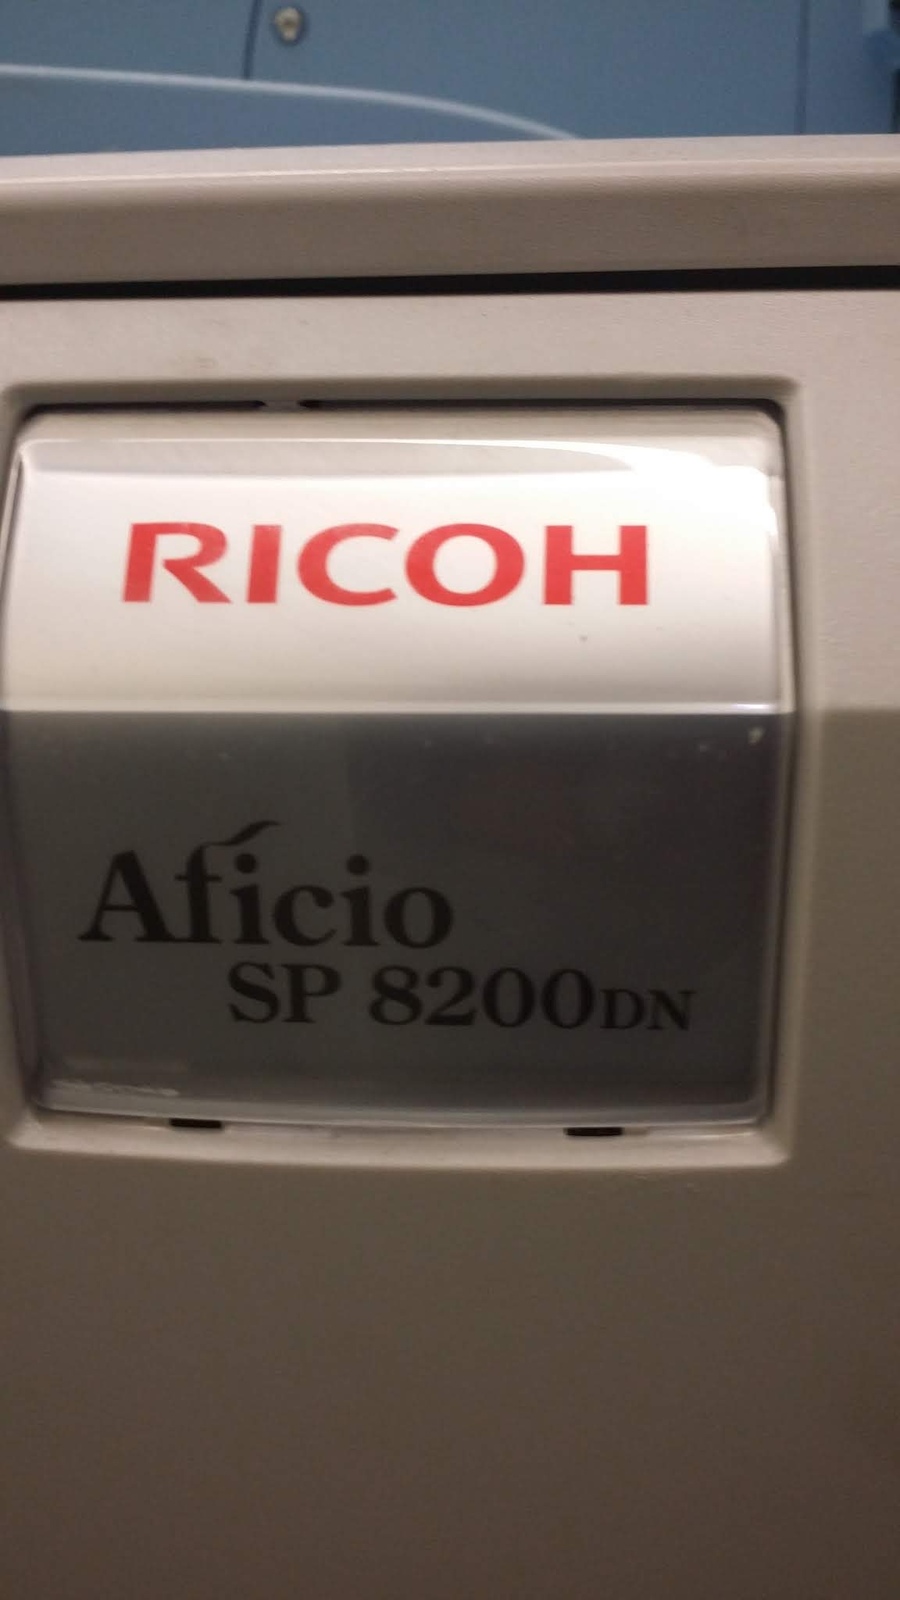 RICOH
Aficio
SP 8200DN